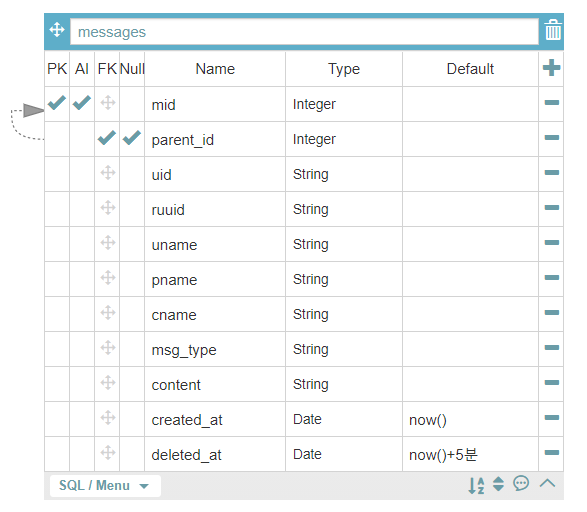 messages
PK AI FK Null Name Type Default
mid Integer
parent_id Integer
uid String
ruuid String
uname String
pname String
cname String
msg_type String
content String
created_at Date now()
deleted_at Date now()+5분
SQL / Menu
A
Z